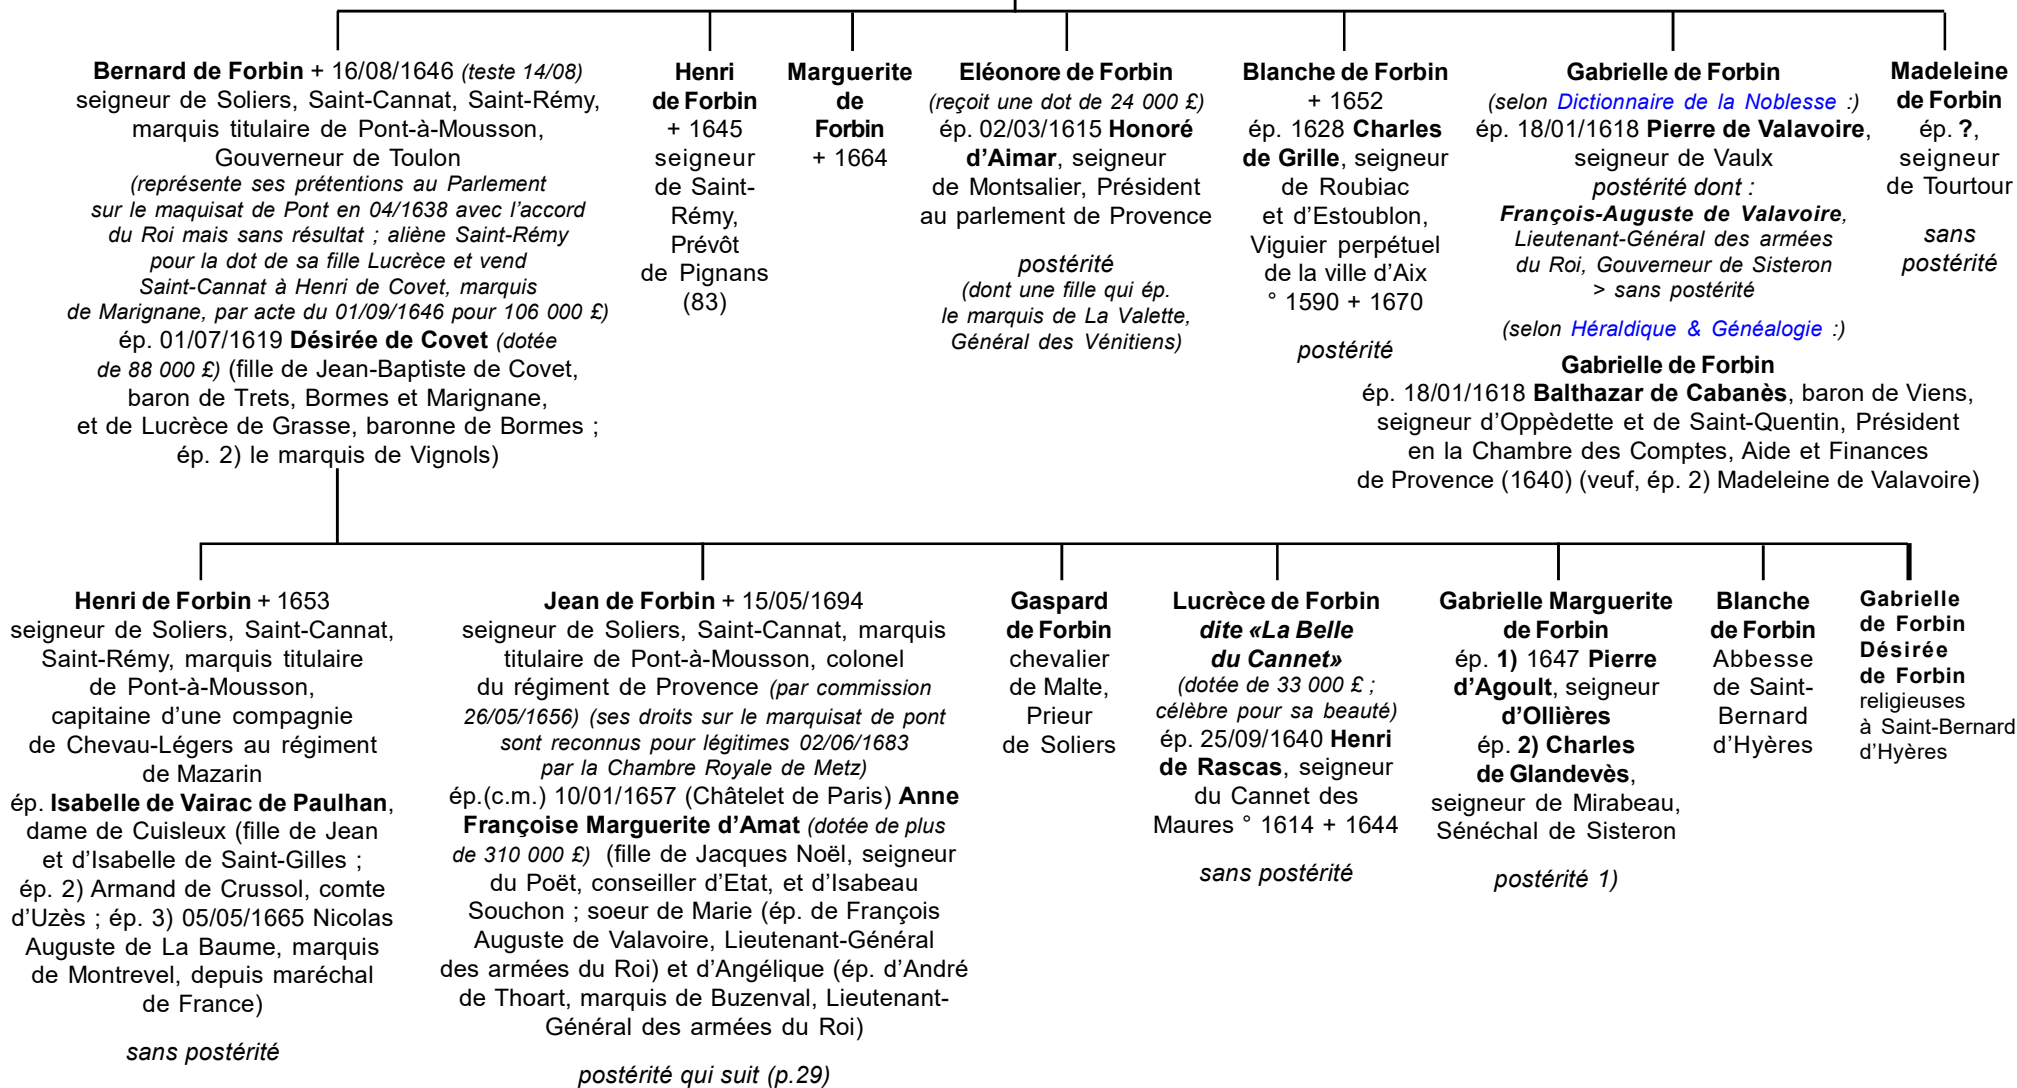 Bernard de Forbin + 16/08/1646 (teste 14/08)
seigneur de Soliers, Saint-Cannat, Saint-Rémy,
marquis titulaire de Pont-à-Mousson,
Gouverneur de Toulon
(représente ses prétentions au Parlement
sur le maquisat de Pont en 04/1638 avec l'accord
du Roi mais sans résultat ; aliène Saint-Rémy
pour la dot de sa fille Lucrèce et vend
Saint-Cannat à Henri de Covet, marquis
de Marignane, par acte du 01/09/1646 pour 106 000 £)
ép. 01/07/1619 Désirée de Covet (dotée
de 88 000 £) (fille de Jean-Baptiste de Covet,
baron de Trets, Bormes et Marignane,
et de Lucrèce de Grasse, baronne de Bormes ;
ép. 2) le marquis de Vignols)
Henri
de Forbin
+ 1645
seigneur
de Saint-
Rémy,
Prévôt
de Pignans
(83)
Marguerite
de
Forbin
+ 1664
Eléonore de Forbin
(reçoit une dot de 24 000 £)
ép. 02/03/1615 Honoré
d'Aimar, seigneur
de Montsalier, Président
au parlement de Provence
postérité
(dont une fille qui ép.
le marquis de La Valette,
Général des Vénitiens)
Blanche de Forbin
+ 1652
ép. 1628 Charles
de Grille, seigneur
de Roubiac
et d'Estoublon,
Viguier perpétuel
de la ville d'Aix
° 1590 + 1670
postérité
Gabrielle de Forbin
(selon Dictionnaire de la Noblesse :)
ép. 18/01/1618 Pierre de Valavoire,
seigneur de Vaulx
postérité dont :
François-Auguste de Valavoire,
Lieutenant-Général des armées
du Roi, Gouverneur de Sisteron
> sans postérité
(selon Héraldique & Généalogie :)
Gabrielle de Forbin
ép. 18/01/1618 Balthazar de Cabanès, baron de Viens,
seigneur d'Oppèdette et de Saint-Quentin, Président
en la Chambre des Comptes, Aide et Finances
de Provence (1640) (veuf, ép. 2) Madeleine de Valavoire)
Madeleine
de Forbin
ép. ?,
seigneur
de Tourtour
sans
postérité
Henri de Forbin + 1653
seigneur de Soliers, Saint-Cannat,
Saint-Rémy, marquis titulaire
de Pont-à-Mousson,
capitaine d'une compagnie
de Chevau-Légers au régiment
de Mazarin
ép. Isabelle de Vairac de Paulhan,
dame de Cuisleux (fille de Jean
et d'Isabelle de Saint-Gilles ;
ép. 2) Armand de Crussol, comte
d'Uzès ; ép. 3) 05/05/1665 Nicolas
Auguste de La Baume, marquis
de Montrevel, depuis maréchal
de France)
sans postérité
Jean de Forbin + 15/05/1694
seigneur de Soliers, Saint-Cannat, marquis
titulaire de Pont-à-Mousson, colonel
du régiment de Provence (par commission
26/05/1656) (ses droits sur le marquisat de pont
sont reconnus pour légitimes 02/06/1683
par la Chambre Royale de Metz)
ép.(c.m.) 10/01/1657 (Châtelet de Paris) Anne
Françoise Marguerite d'Amat (dotée de plus
de 310 000 £) (fille de Jacques Noël, seigneur
du Poët, conseiller d'Etat, et d'Isabeau
Souchon ; soeur de Marie (ép. de François
Auguste de Valavoire, Lieutenant-Général
des armées du Roi) et d'Angélique (ép. d'André
de Thoart, marquis de Buzenval, Lieutenant-
Général des armées du Roi)
postérité qui suit (p.29)
Gaspard
de Forbin
chevalier
de Malte,
Prieur
de Soliers
Lucrèce de Forbin
dite «La Belle
du Cannet»
(dotée de 33 000 £ ;
célèbre pour sa beauté)
ép. 25/09/1640 Henri
de Rascas, seigneur
du Cannet des
Maures ° 1614 + 1644
sans postérité
Gabrielle Marguerite
de Forbin
ép. 1) 1647 Pierre
d'Agoult, seigneur
d'Ollières
ép. 2) Charles
de Glandevès,
seigneur de Mirabeau,
Sénéchal de Sisteron
postérité 1)
Blanche
de Forbin
Abbesse
de Saint-
Bernard
d'Hyères
Gabrielle
de Forbin
Désirée
de Forbin
religieuses
à Saint-Bernard
d'Hyères